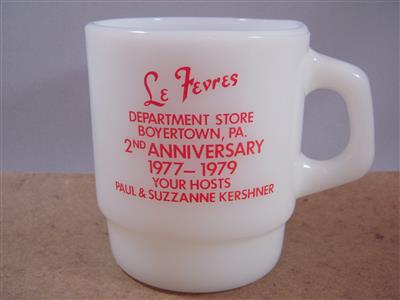 Le Fevres
DEPARTMENT STORE
BOYERTOWN, PA.
2ND ANNIVERSARY
1977-1979
YOUR HOSTS
PAUL & SUZZANNE KERSHNER